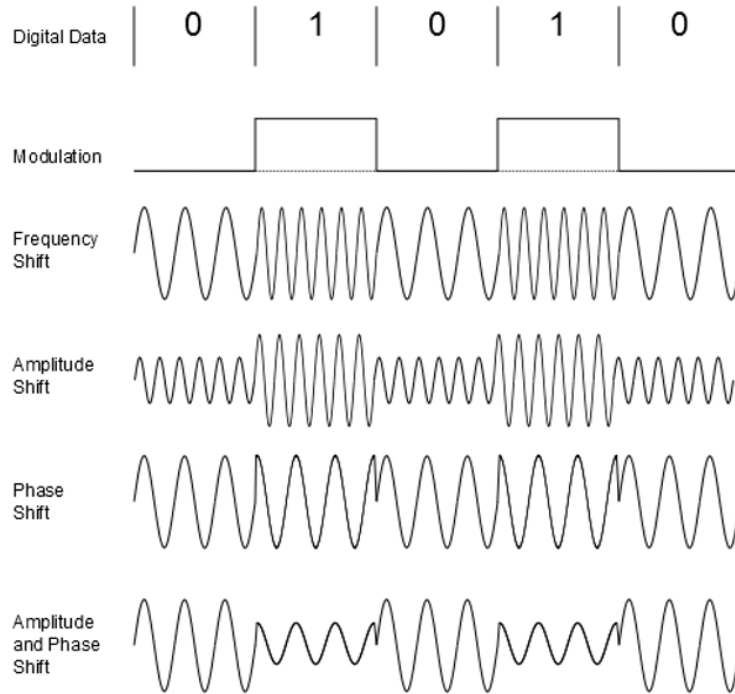 Digital Data 0 1 0 1 0
Modulation
Frequency
Shift
Amplitude
Shift
Phase
Shift
Amplitude
and Phase
Shift